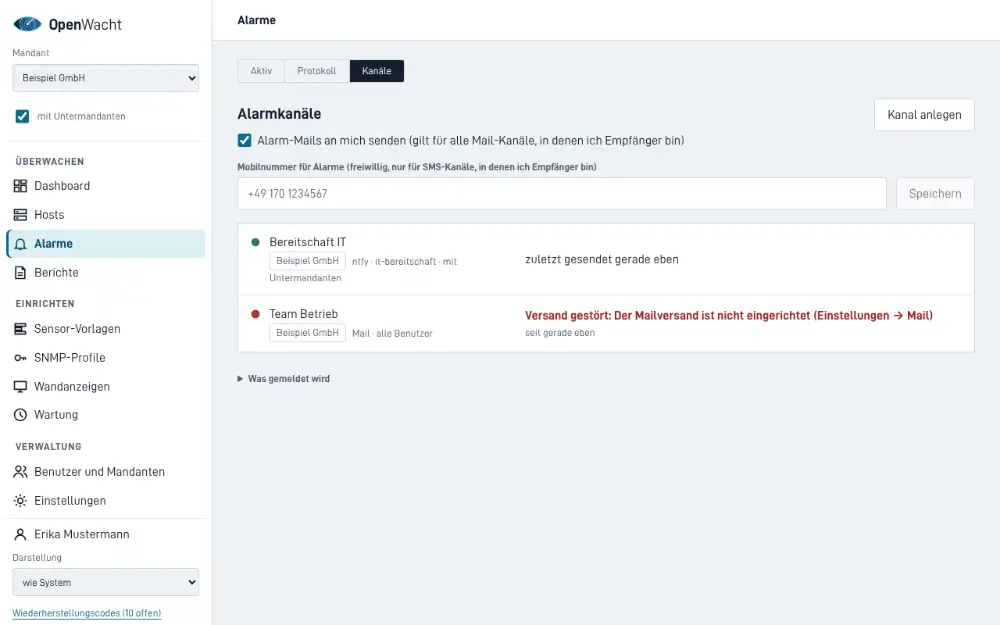 OpenWacht
Mandant
Beispiel GmbH
mit Untermandanten
ÜBERWACHEN
Dashboard
Hosts
Alarme
Berichte
EINRICHTEN
Sensor-Vorlagen
SNMP-Profile
Wandanzeigen
Wartung
VERWALTUNG
Benutzer und Mandanten
Einstellungen
Erika Mustermann
Darstellung
wie System
Wiederherstellungscodes (10 offen)
Alarme
Aktiv Protokoll Kanäle
Alarmkanäle
Kanal anlegen
Alarm-Mails an mich senden (gilt für alle Mail-Kanäle, in denen ich Empfänger bin)
Mobilnummer für Alarme (freiwillig, nur für SMS-Kanäle, in denen ich Empfänger bin)
+49 170 1234567
Speichern
Bereitschaft IT
Beispiel GmbH ntfy · it-bereitschaft · mit
Untermandanten
zuletzt gesendet gerade eben
Team Betrieb
Beispiel GmbH Mail · alle Benutzer
Versand gestört: Der Mailversand ist nicht eingerichtet (Einstellungen → Mail)
seit gerade eben
Was gemeldet wird